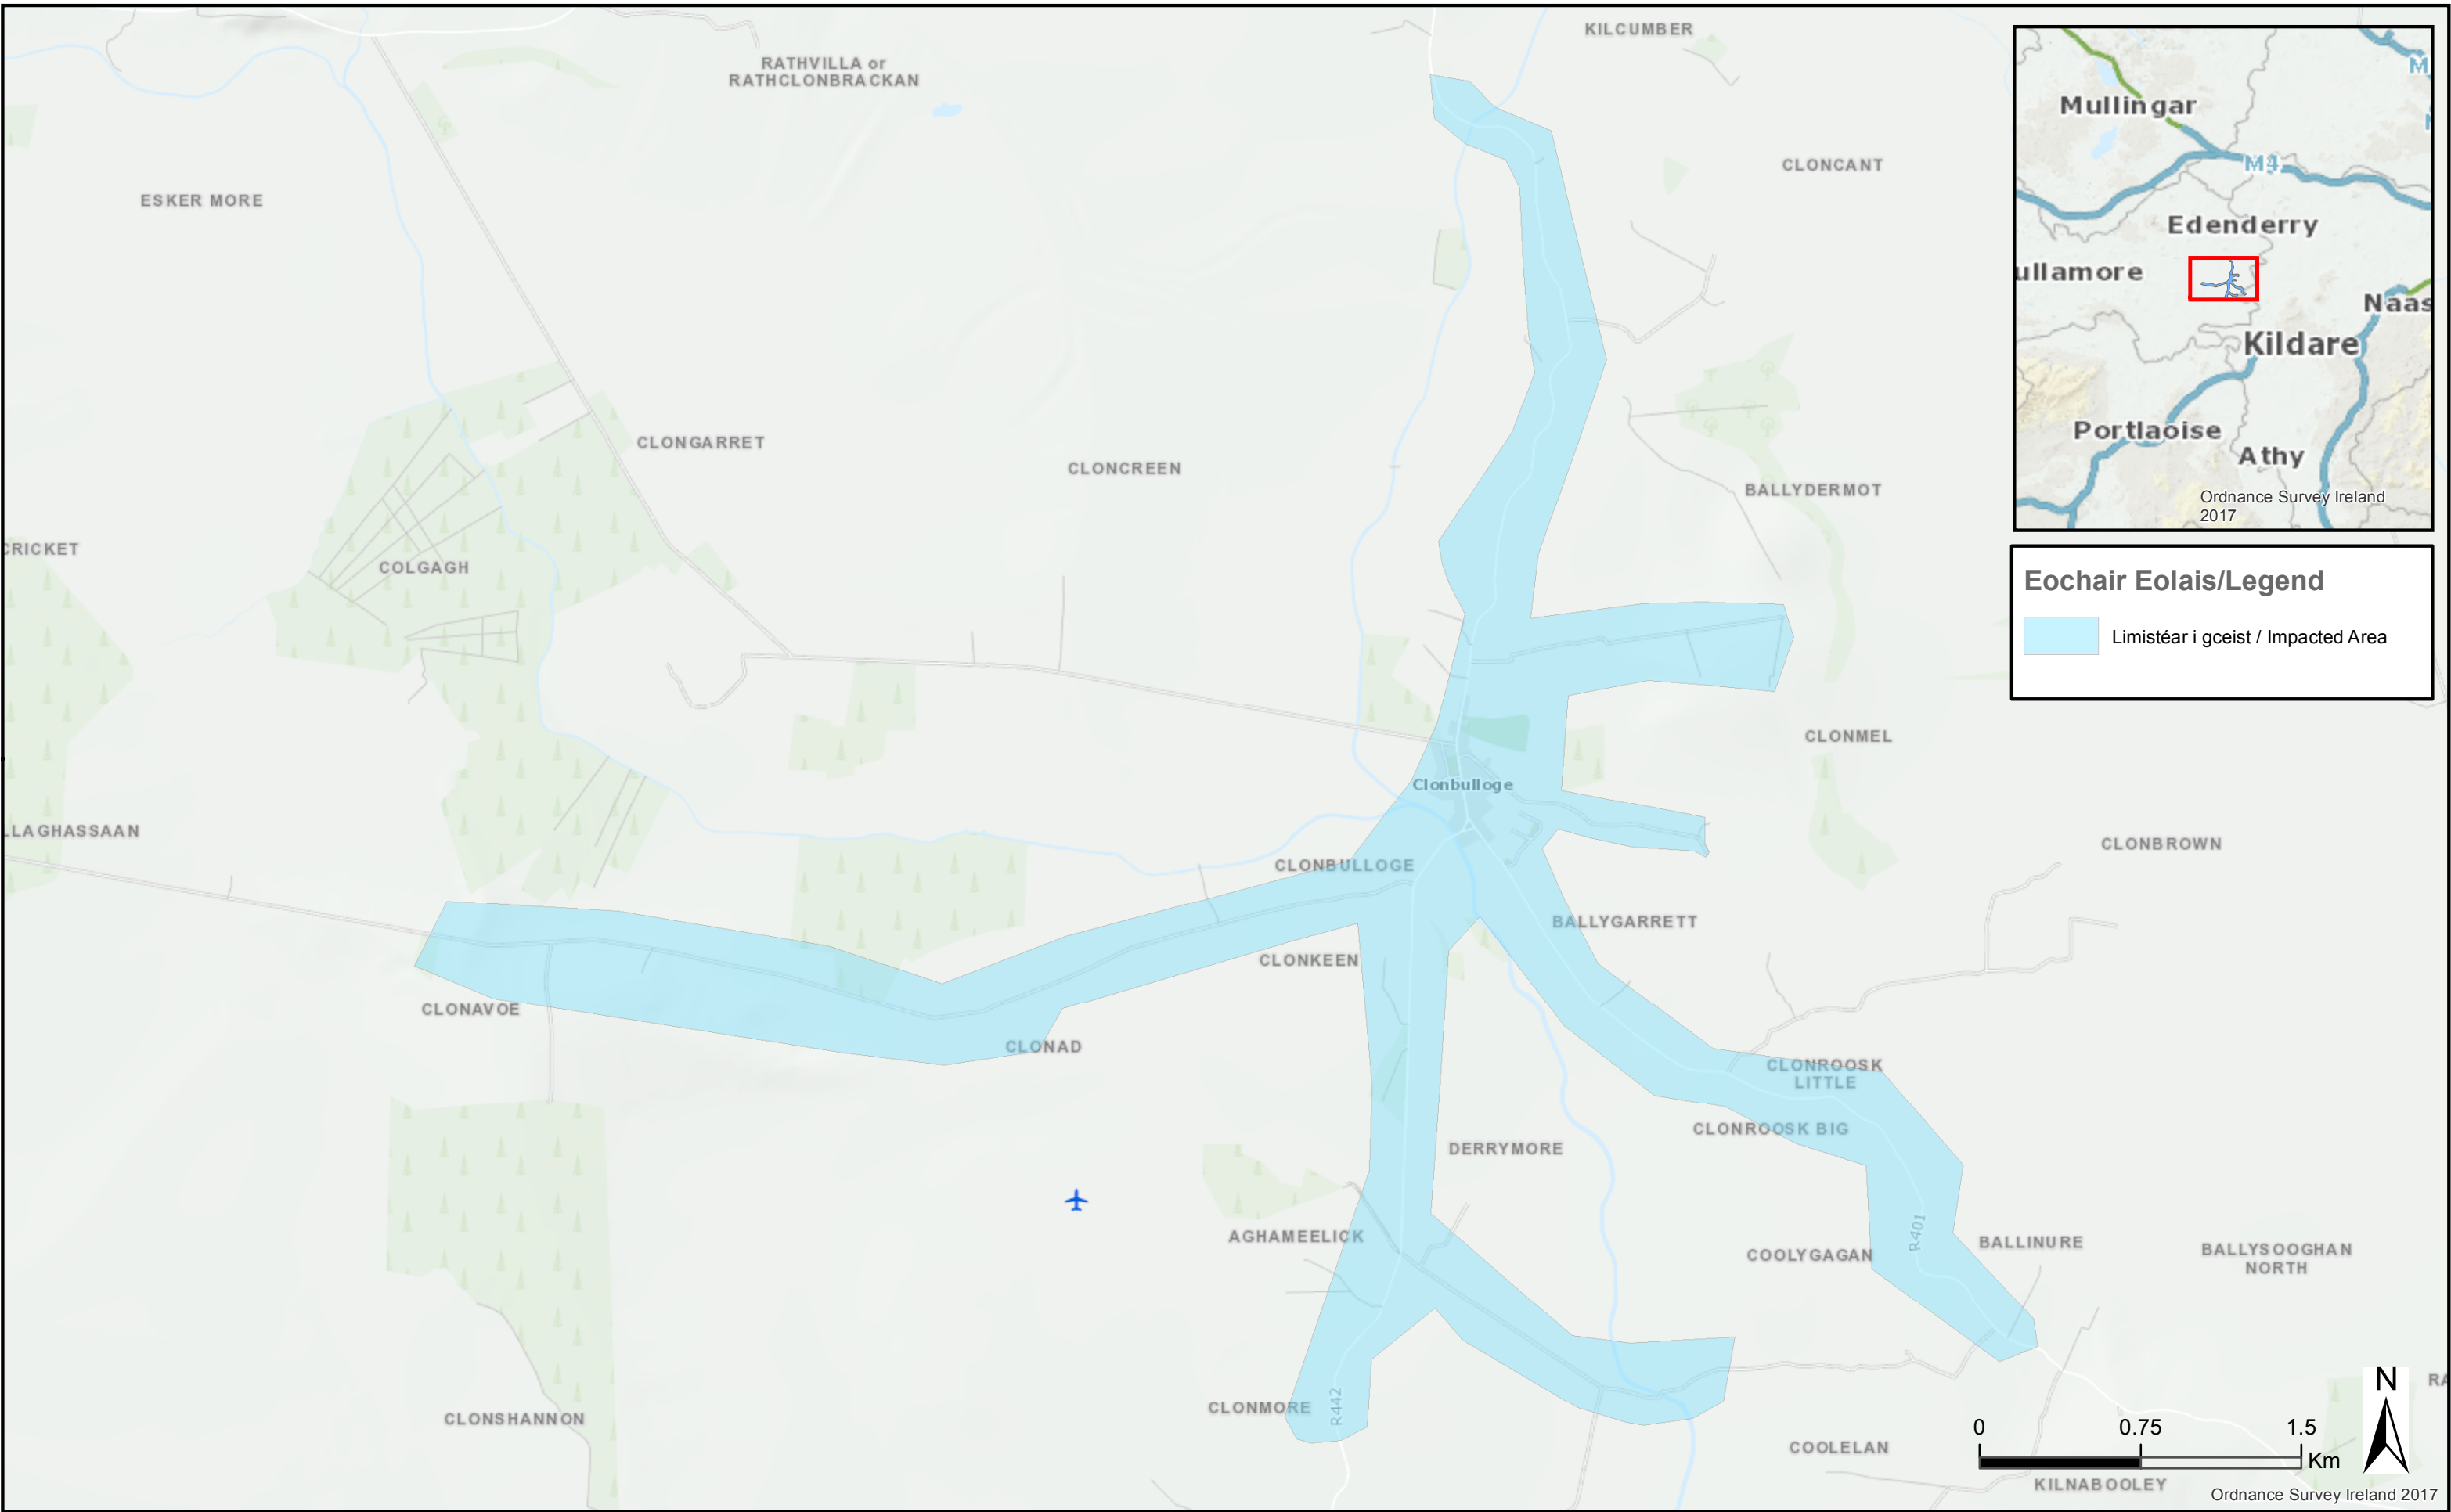 KILCUMBER
RATHVILLA or
RATHCLONBRACKAN
CLONCANT
ESKER MORE
CLONGARRET
CLONCREEN
BALLYDERMOT
CRICKET
COLGAGH
CLONMEL
Clonbulloge
LLAGHASSAAN
CLONBROWN
CLONBULLOGE
BALLYGARRETT
CLONKEEN
CLONAVOE
CLONAD
CLONROOSK
LITTLE
CLONROOSK BIG
DERRYMORE
AGHAMEELICK
R401
COOLYGAGAN
BALLINURE
BALLYSOOGHAN
NORTH
CLONMORE
R442
CLONSHANNON
COOLELAN
KILNABOOLEY
RA
Mullingar
M
M4
Edenderry
ullamore
Naas
Kildare
Portlaoise
Athy
Ordnance Survey Ireland
2017
Eochair Eolais/Legend
Limistéar i gceist / Impacted Area
N
0 0.75 1.5
Km
Ordnance Survey Ireland 2017